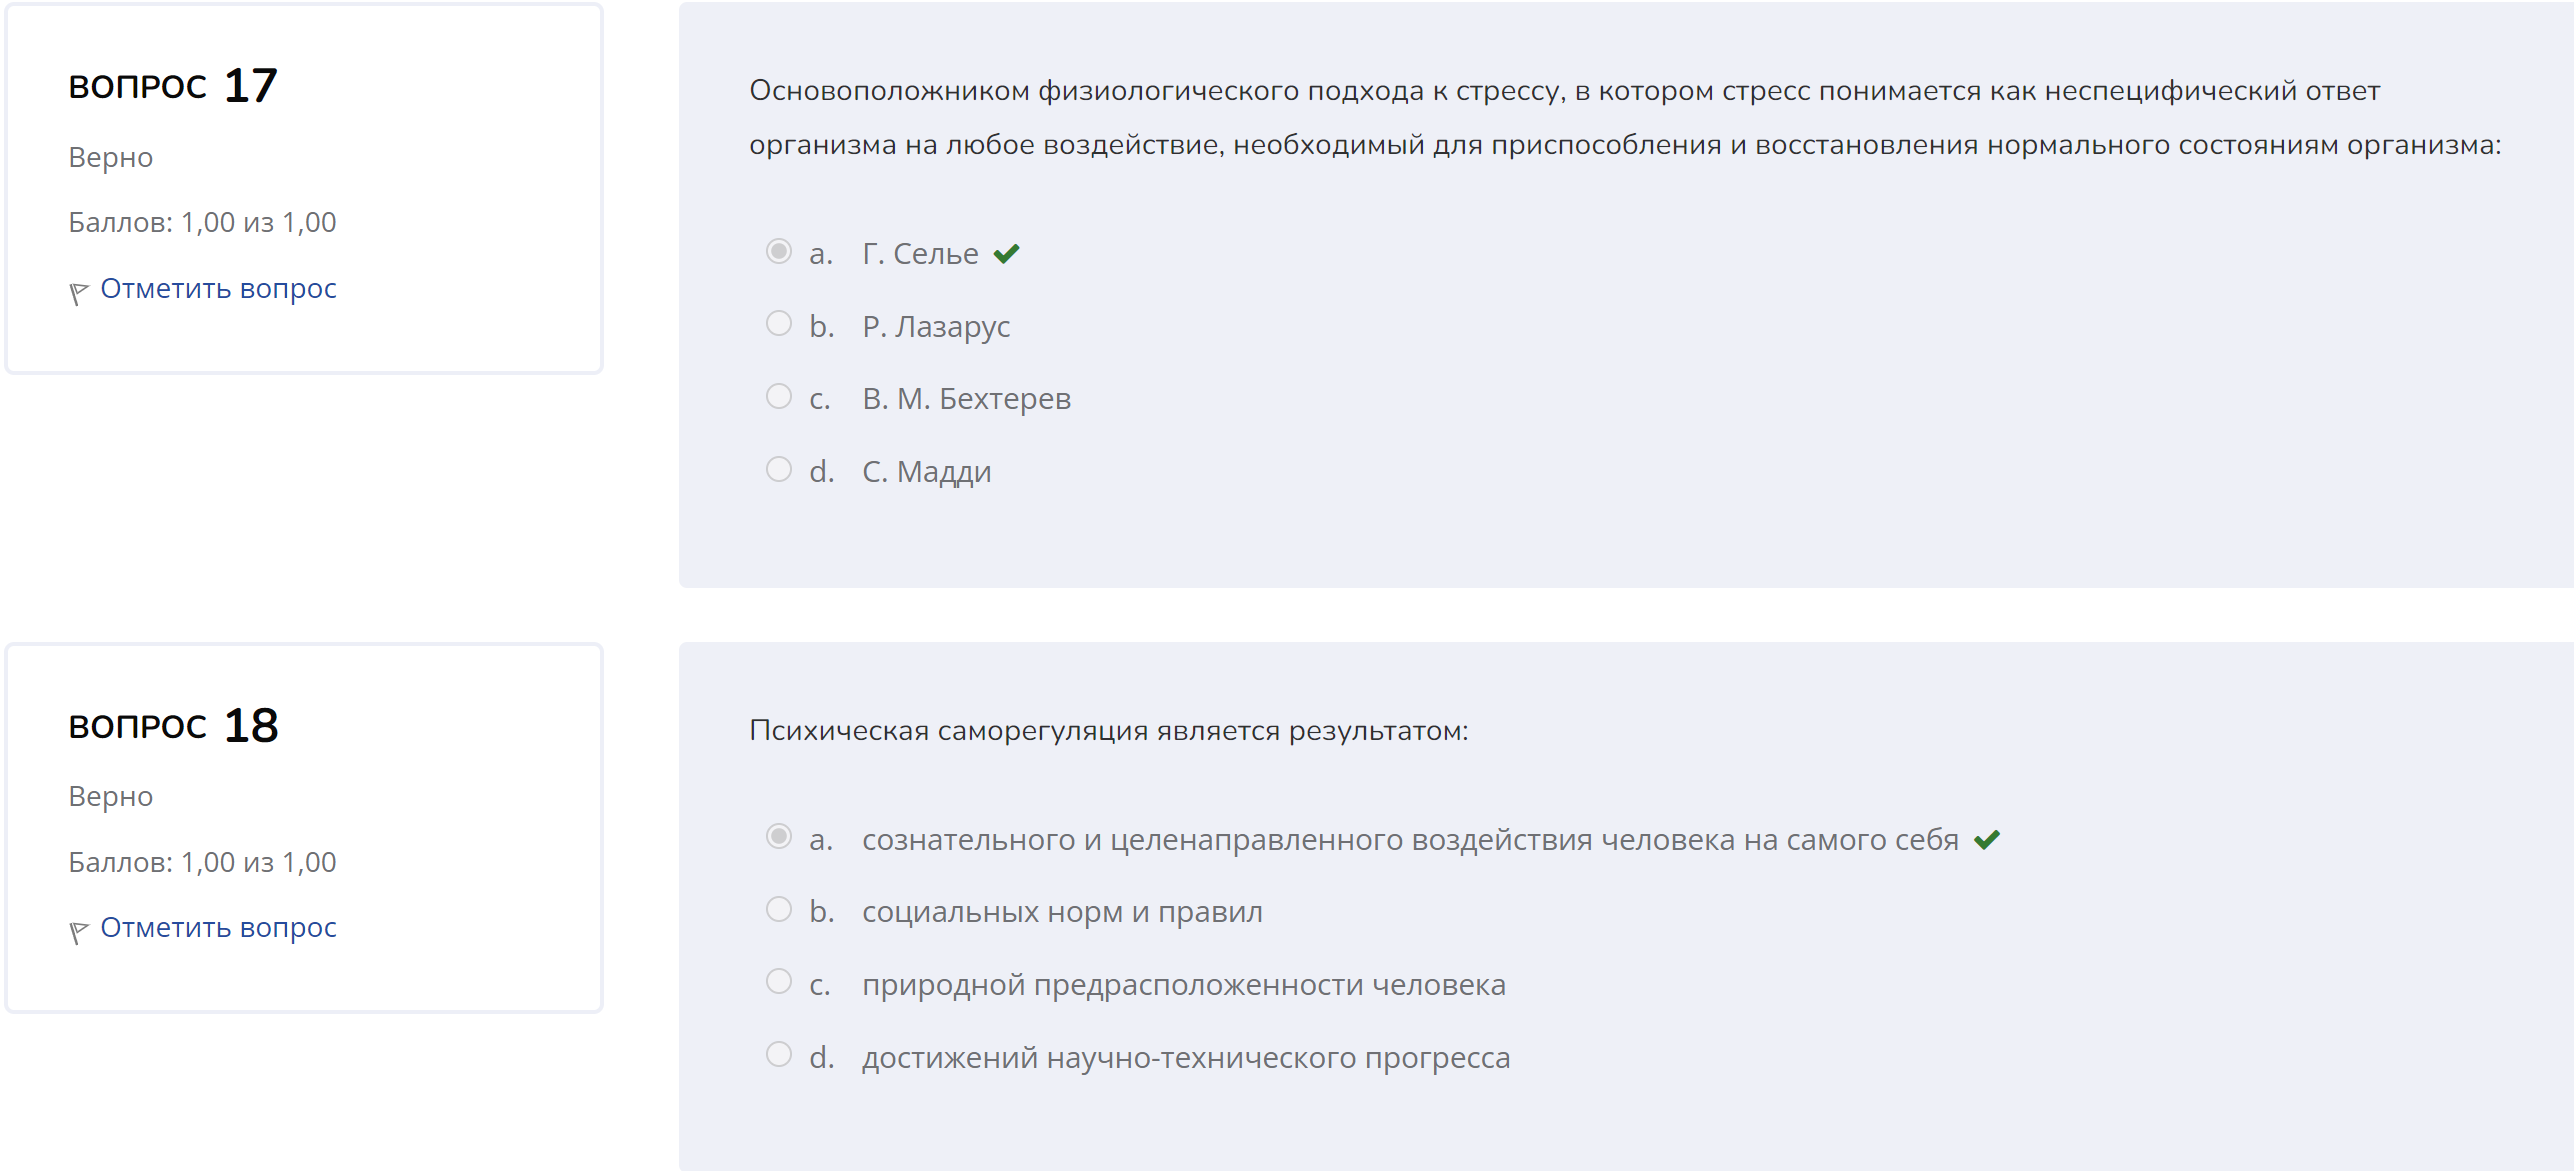 ВОПРОС 17
Верно
Баллов: 1,00 из 1,00
Отметить вопрос
Основоположником физиологического подхода к стрессу, в котором стресс понимается как неспецифический ответ
организма на любое воздействие, необходимый для приспособления и восстановления нормального состояниям организма:
a. Г. Селье
b. Р. Лазарус
c. В. М. Бехтерев
d. С. Мадди
ВОПРОС 18
Верно
Баллов: 1,00 из 1,00
Отметить вопрос
Психическая саморегуляция является результатом:
a. сознательного и целенаправленного воздействия человека на самого себя
b. социальных норм и правил
c. природной предрасположенности человека
d. достижений научно-технического прогресса